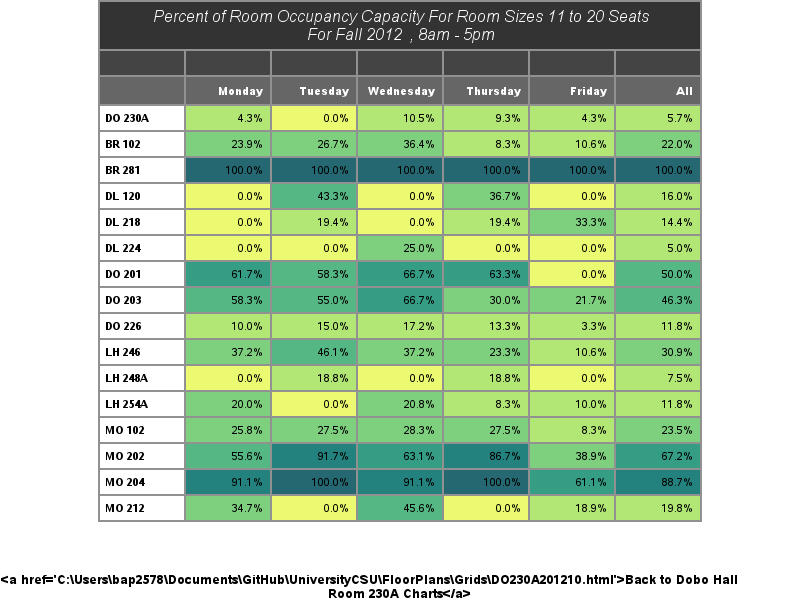 Percent of Room Occupancy Capacity For Room Sizes 11 to 20 Seats
For Fall 2012 , 8am - 5pm
Monday Tuesday Wednesday Thursday Friday All
DO 230A 4.3% 0.0% 10.5% 9.3% 4.3% 5.7%
BR 102 23.9% 26.7% 36.4% 8.3% 10.6% 22.0%
BR 281 100.0% 100.0% 100.0% 100.0% 100.0% 100.0%
DL 120 0.0% 43.3% 0.0% 36.7% 0.0% 16.0%
DL 218 0.0% 19.4% 0.0% 19.4% 33.3% 14.4%
DL 224 0.0% 0.0% 25.0% 0.0% 0.0% 5.0%
DO 201 61.7% 58.3% 66.7% 63.3% 0.0% 50.0%
DO 203 58.3% 55.0% 66.7% 30.0% 21.7% 46.3%
DO 226 10.0% 15.0% 17.2% 13.3% 3.3% 11.8%
LH 246 37.2% 46.1% 37.2% 23.3% 10.6% 30.9%
LH 248A 0.0% 18.8% 0.0% 18.8% 0.0% 7.5%
LH 254A 20.0% 0.0% 20.8% 8.3% 10.0% 11.8%
MO 102 25.8% 27.5% 28.3% 27.5% 8.3% 23.5%
MO 202 55.6% 91.7% 63.1% 86.7% 38.9% 67.2%
MO 204 91.1% 100.0% 91.1% 100.0% 61.1% 88.7%
MO 212 34.7% 0.0% 45.6% 0.0% 18.9% 19.8%
<a href='C:\Users\bap2578\Documents\GitHub\UniversityCSU\FloorPlans\Grids\DO230A201210.html'>Back to Dobo Hall
Room 230A Charts</a>